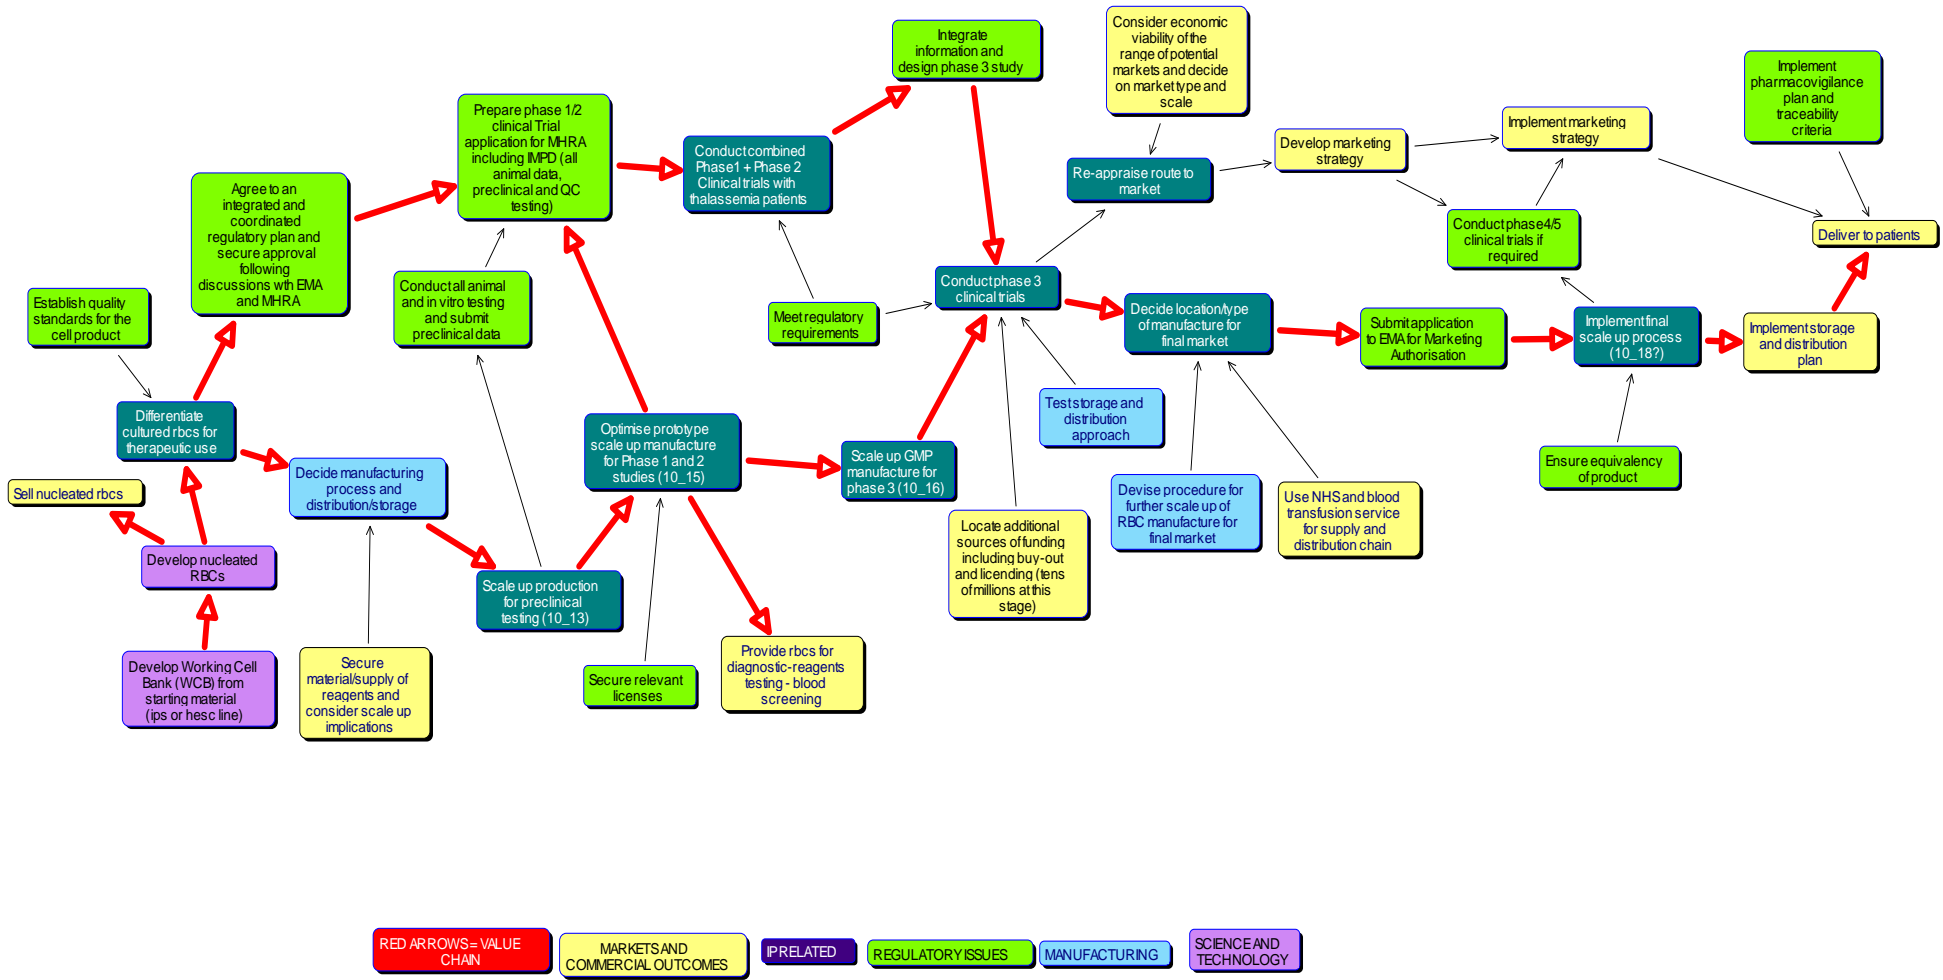 Consider economic
viability of the
range of potential
markets and decide
on market type and
scale
Integrate
information and
design phase 3 study
Implement
pharmacovigilance
plan and
traceability
criteria
Prepare phase 1/2
clinical Trial
application for MHRA
including IMPD (all
animal data,
preclinical and QC
testing)
Implement marketing
strategy
Develop marketing
strategy
Conduct combined
Phase1 + Phase 2
Clinical trials with
thalassemia patients
Re-appraise route to
market
Agree to an
integrated and
coordinated
regulatory plan and
secure approval
following
discussions wth EMA
and MHRA
Conduct phase4/5
clinical trials if
required
Deliver to patients
Conduct all animal
and in vitro testing
and submit
preclinical data
Conduct phase 3
clinical trials
Establish quality
standards for the
cell product
Meet regulatory
requirements
Decide location/type
of manufacture for
final market
Submit application
to EMA for Marketing
Authorisation
Implement final
scale up process
(10_18?)
Implement storage
and distribution
plan
Differentiate
cultured rbcs for
therapeutic use
Test storage and
distribution
approach
Optimise prototype
scale up manufacture
for Phase 1 and 2
studies (10_15)
Scale up GMP
manufacture for
phase 3 (10_16)
Ensure equivalency
of product
Decide manufacturing
process and
distribution/storage
Sell nucleated rbcs
Devise procedure for
further scale up of
RBC manufacture for
final market
Use NHS and blood
transfusion service
for supply and
distribution chain
Locate additional
sources of funding
including buy-out
and licending (tens
of millions at this
stage)
Develop nucleated
RBCs
Scale up production
for preclinical
testing (10_13)
Develop Working Cell
Bank (WCB) from
starting material
(ips or hesc line)
Secure
material/supply of
reagents and
consider scale up
implications
Secure relevant
licenses
Provide rbcs for
diagnostic-reagents
testing - blood
screening
RED ARROWS = VALUE
CHAIN
MARKETS AND
COMMERCIAL OUTCOMES
IP RELATED
REGULATORY ISSUES
MANUFACTURING
SCIENCE AND
TECHNOLOGY